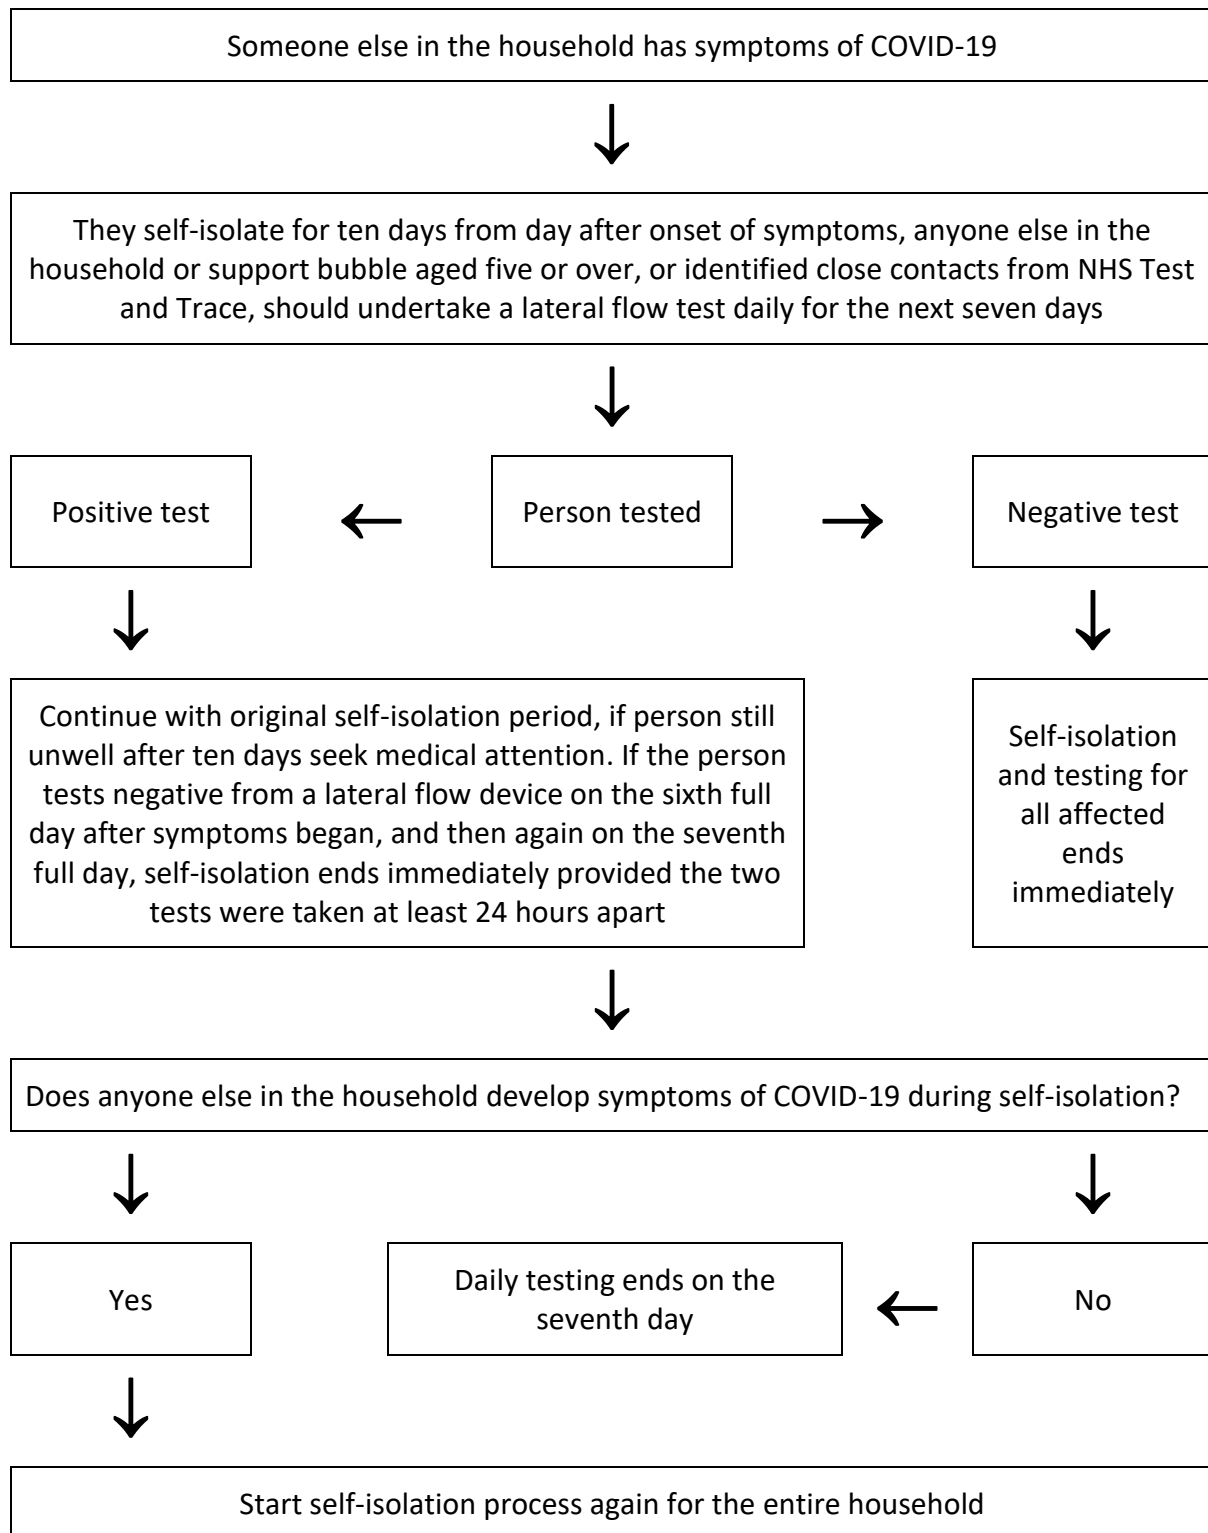 Someone else in the household has symptoms of COVID-19
They self-isolate for ten days from day after onset of symptoms, anyone else in the
household or support bubble aged five or over, or identified close contacts from NHS Test
and Trace, should undertake a lateral flow test daily for the next seven days
Positive test
Person tested
Negative test
Continue with original self-isolation period, if person still
unwell after ten days seek medical attention. If the person
tests negative from a lateral flow device on the sixth full
day after symptoms began, and then again on the seventh
full day, self-isolation ends immediately provided the two
tests were taken at least 24 hours apart
Self-isolation
and testing for
all affected
ends
immediately
Does anyone else in the household develop symptoms of COVID-19 during self-isolation?
Yes
Daily testing ends on the
seventh day
No
Start self-isolation process again for the entire household